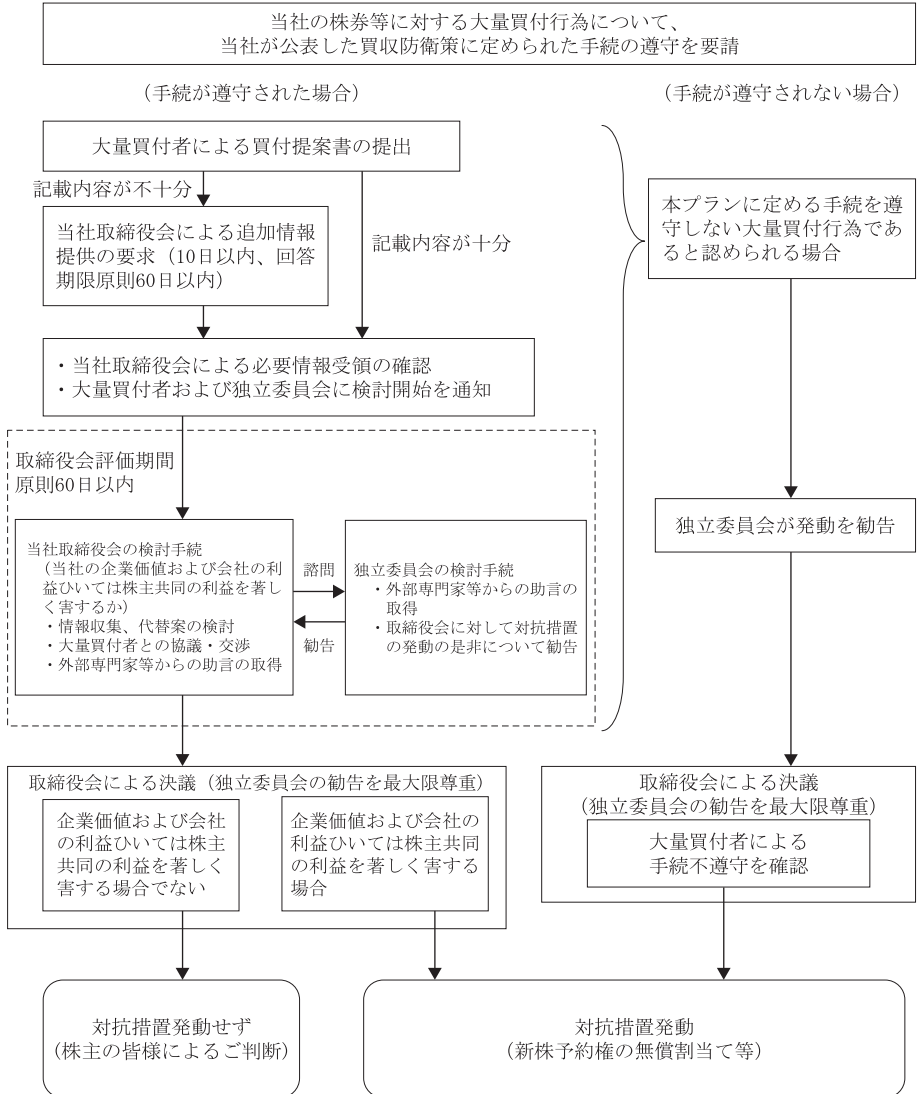 当社の株券等に対する大量買付行為について、
当社が公表した買収防衛策に定められた手続の遵守を要請
（手続が遵守された場合）
（手続が遵守されない場合）
大量買付者による買付提案書の提出
記載内容が不十分
当社取締役会による追加情報
提供の要求（10日以内、回答
期限原則60日以内）
記載内容が十分
本プランに定める手続を遵
守しない大量買付行為であ
ると認められる場合
・当社取締役会による必要情報受領の確認
・大量買付者および独立委員会に検討開始を通知
取締役会評価期間
原則60日以内
当社取締役会の検討手続
（当社の企業価値および会社の利
益ひいては株主共同の利益を著し
く害するか）
・情報収集、代替案の検討
・大量買付者との協議・交渉
・外部専門家等からの助言の取得
諮問
勧告
独立委員会の検討手続
・外部専門家等からの助言の
取得
・取締役会に対して対抗措置
の発動の是非について勧告
独立委員会が発動を勧告
取締役会による決議（独立委員会の勧告を最大限尊重）
企業価値および会社
の利益ひいては株主
共同の利益を著しく
害する場合でない
企業価値および会社の
利益ひいては株主共同
の利益を著しく害する
場合
取締役会による決議
（独立委員会の勧告を最大限尊重）
大量買付者による
手続不遵守を確認
対抗措置発動せず
（株主の皆様によるご判断）
対抗措置発動
（新株予約権の無償割当て等）